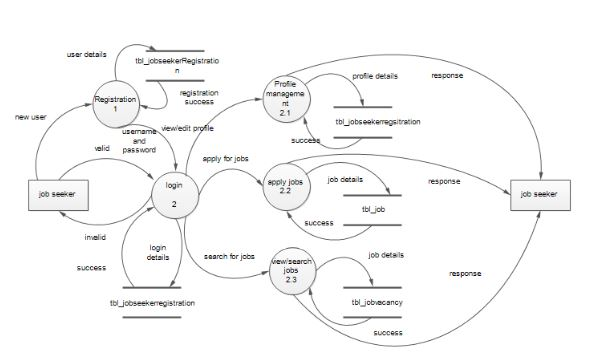 user details
tbl_jobseekerRegistratio
n
registration
success
Registration
1
new user
username
and
password
view/edit profile
valid
job seeker
login
2
invalid
success
login
details
tbl_jobseekerregistration
Profile
manageme
nt
2.1
profile details
response
tbl_jobseekerregsitration
success
apply for jobs
apply jobs
2.2
job details
response
tbl_job
success
job seeker
search for jobs
view/search
jobs
2.3
job details
response
tbl_jobvacancy
success